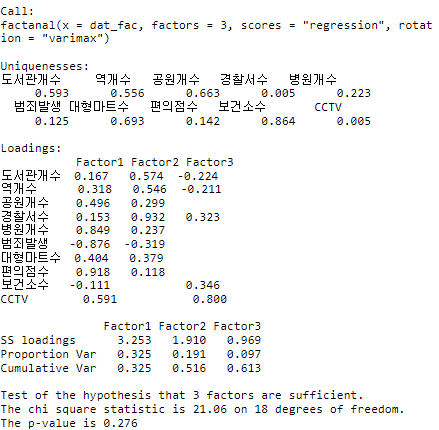 Call:
factanal(x = dat_fac, factors = 3, scores = "regression", rotat
ion = "varimax")
Uniquenesses:
도서관개수 역개수 공원개수 경찰서수 병원개수
0.593 0.556 0.663 0.005 0.223
범죄발생 대형마트수 편의점수 보건소수 CCTV
0.125 0.693 0.142 0.864 0.005
Loadings:
Factor1 Factor2 Factor3
도서관개수 0.167 0.574 -0.224
역개수 0.318 0.546 -0.211
공원개수 0.496 0.299
경찰서수 0.153 0.932 0.323
병원개수 0.849 0.237
범죄발생 -0.876 -0.319
대형마트수 0.404 0.379
편의점수 0.918 0.118
보건소수 -0.111 0.346
CCTV 0.591 0.800
Factor1 Factor2 Factor3
SS loadings 3.253 1.910 0.969
Proportion Var 0.325 0.191 0.097
Cumulative Var 0.325 0.516 0.613
Test of the hypothesis that 3 factors are sufficient.
The chi square statistic is 21.06 on 18 degrees of freedom.
The p-value is 0.276